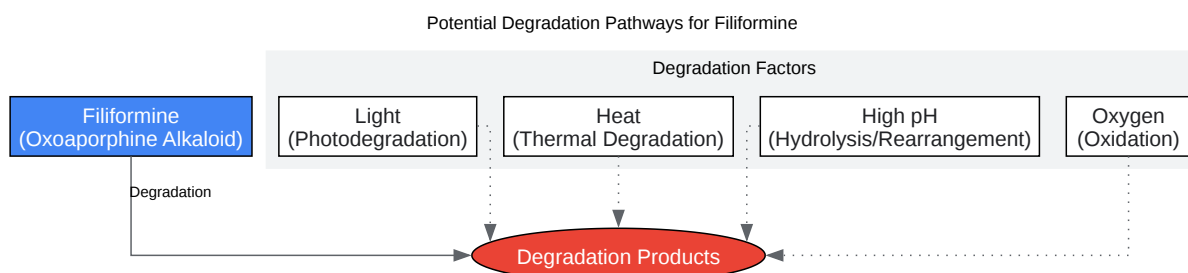 Potential Degradation Pathways for Filiformine
Degradation Factors
Filiformine
(Oxoaporphine Alkaloid)
Light
(Photodegradation)
Heat
(Thermal Degradation)
High pH
(Hydrolysis/Rearrangement)
Oxygen
(Oxidation)
Degradation
Degradation Products